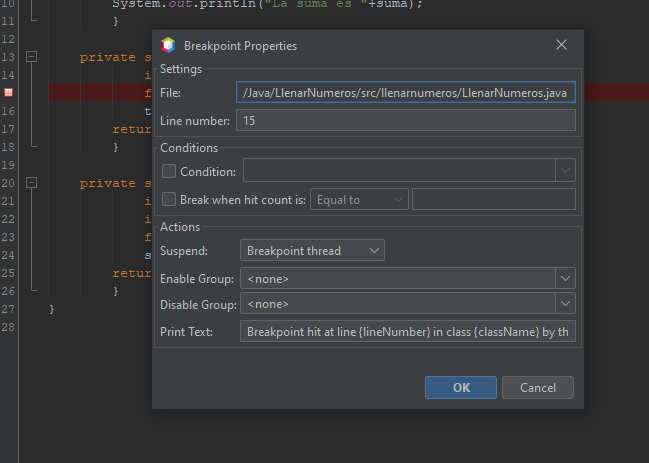 10 System.out.println("La suma es "+suma);
11 }
12
13 private s
14 i
f
16 t
17 retur
18 }
19
20 private s
21 i
22 i
23 f
24 s
25 retur
26 }
27 }
28
Breakpoint Properties
Settings
File: /Java/LlenarNumeros/src/llenarnumeros/LlenarNumeros.java
Line number: 15
Conditions
Condition:
Break when hit count is: Equal to
Actions
Suspend: Breakpoint thread
Enable Group: <none>
Disable Group: <none>
Print Text: Breakpoint hit at line {lineNumber} in class {className} by th
OK Cancel